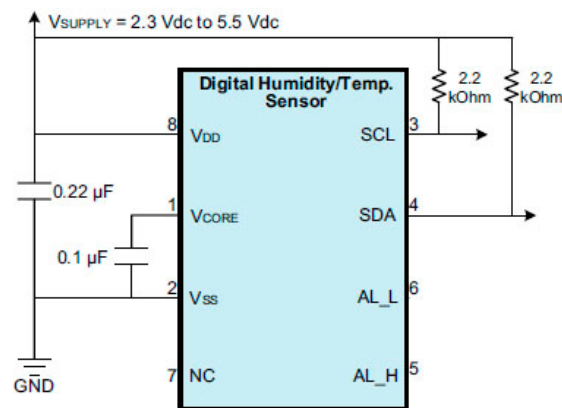 VSUPPLY = 2.3 Vdc to 5.5 Vdc
Digital Humidity/Temp.
Sensor
2.2
kOhm
2.2
kOhm
8
VDD
SCL
3
0.22 µF
1
VCORE
SDA
4
0.1 µF
2
VSS
AL_L
6
GND
7
NC
AL_H
5